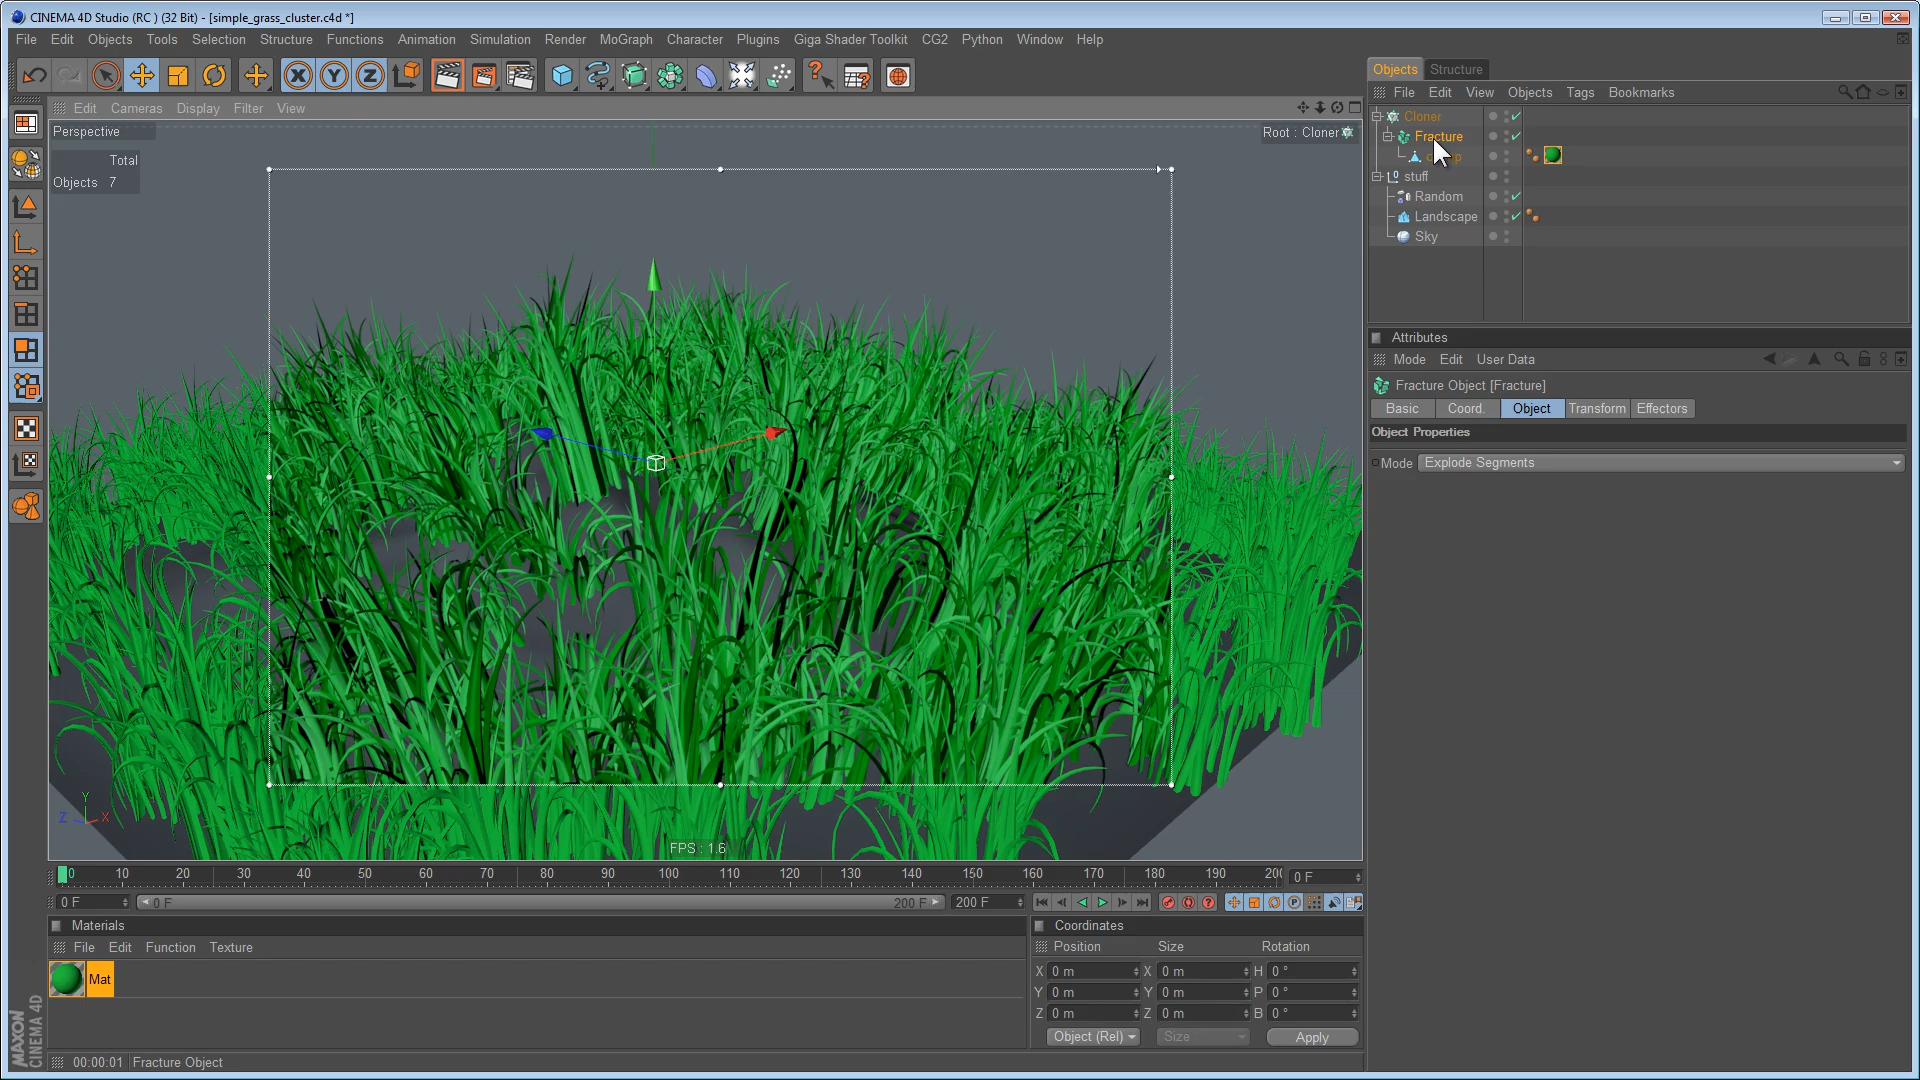 CINEMA 4D Studio (RC ) (32 Bit) - [simple_grass_cluster.c4d *]
File Edit Objects Tools Selection Structure Functions Animation Simulation Render MoGraph Character Plugins Giga Shader Toolkit CG2 Python Window Help
Objects Structure
File Edit View Objects Tags Bookmarks
Edit Cameras Display Filter View
Perspective
Root : Cloner
Total
Objects 7
Cloner
Fracture
stuff
Random
Landscape
Sky
Attributes
Mode Edit User Data
Fracture Object [Fracture]
Basic Coord. Object Transform Effectors
Object Properties
Mode Explode Segments
X Y Z
FPS : 1.6
0 10 20 30 40 50 60 70 80 90 100 110 120 130 140 150 160 170 180 190 20
0 F
0 F 0 F 200 F 200 F
Materials
File Edit Function Texture
Mat
Coordinates
Position Size Rotation
X 0 m X 0 m H 0 °
Y 0 m Y 0 m P 0 °
Z 0 m Z 0 m B 0 °
Object (Rel) Size Apply
MAXON
CINEMA 4D
00:00:01 Fracture Object